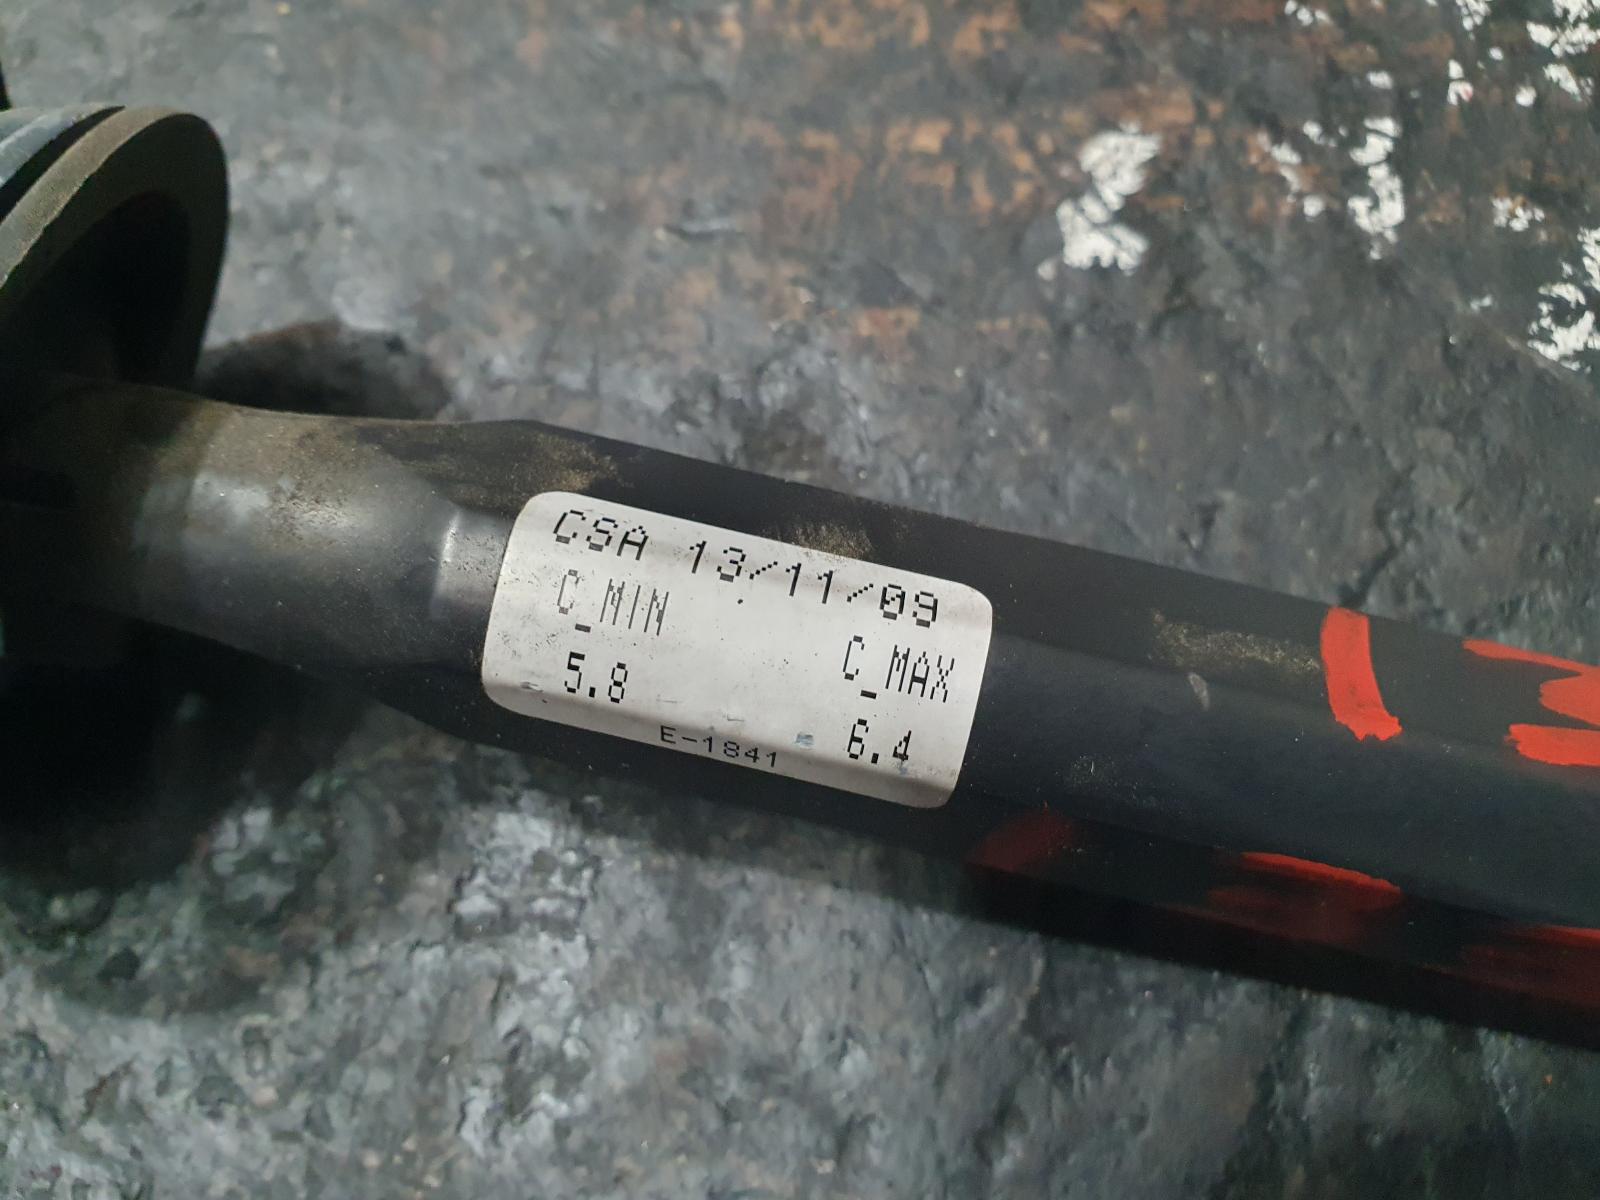 CSA 13/11/09
C_MIN C_MAX
5.8 6.4
E-1841